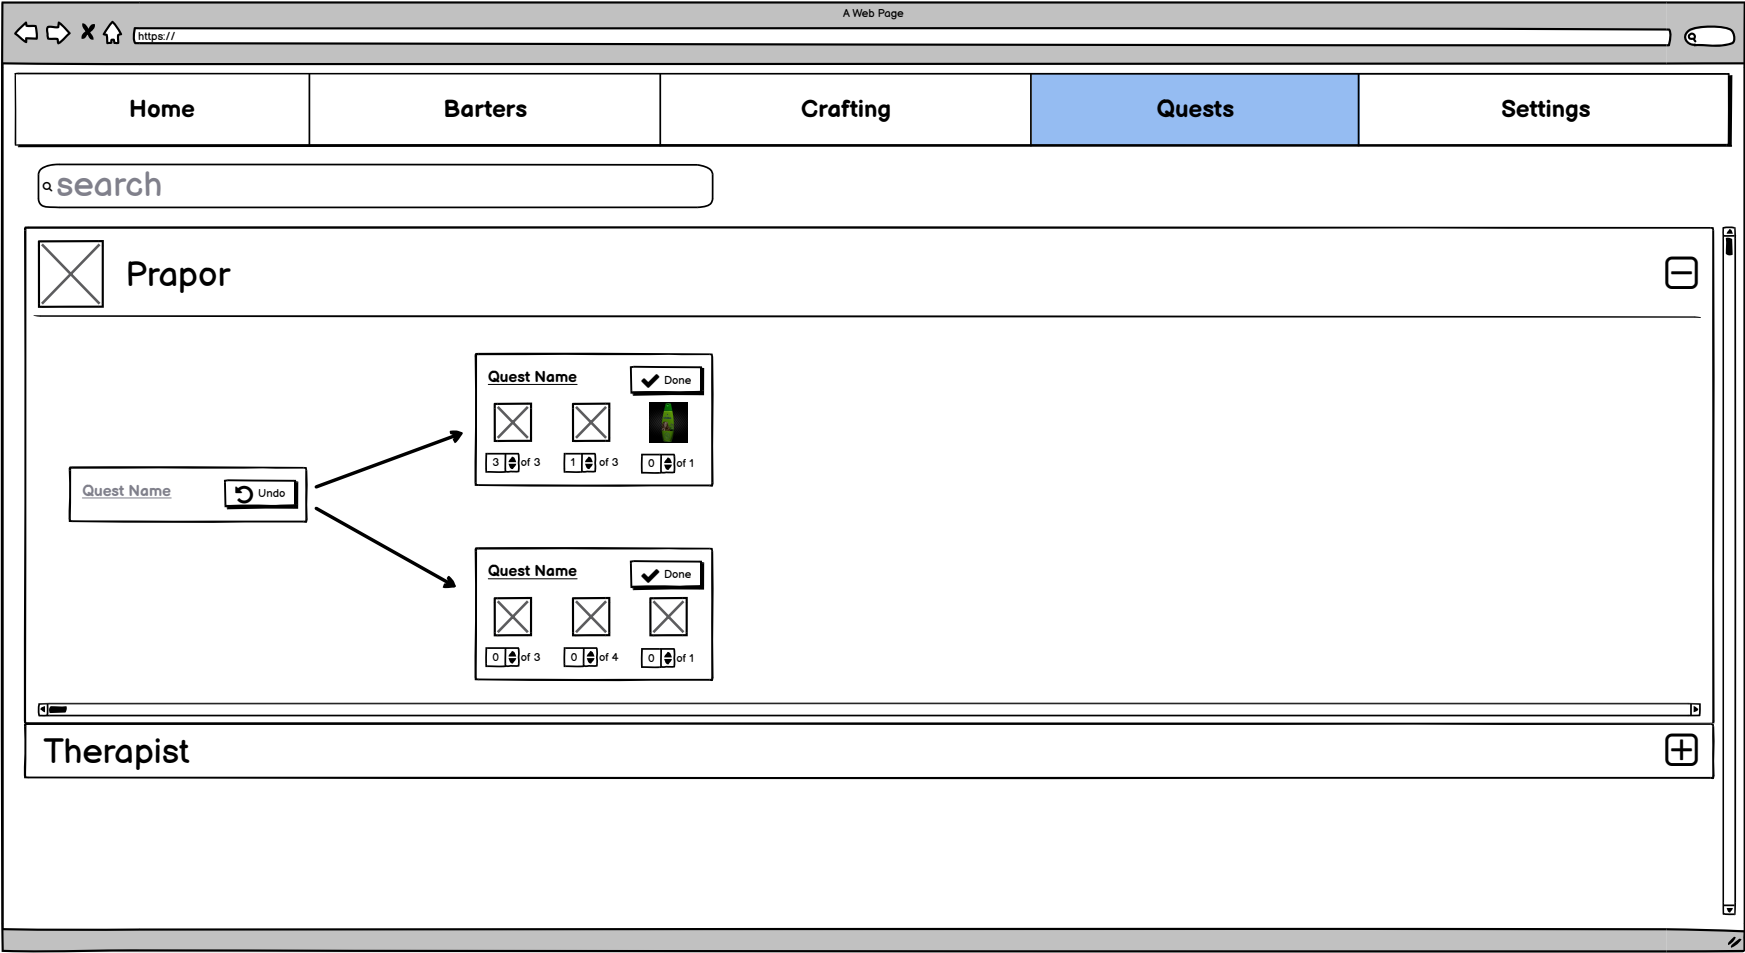 A Web Page
https://
Home Barters Crafting Quests Settings
search
Prapor
Quest Name Done
3 of 3 1 of 3 0 of 1
Quest Name Undo
Quest Name Done
0 of 3 0 of 4 0 of 1
Therapist